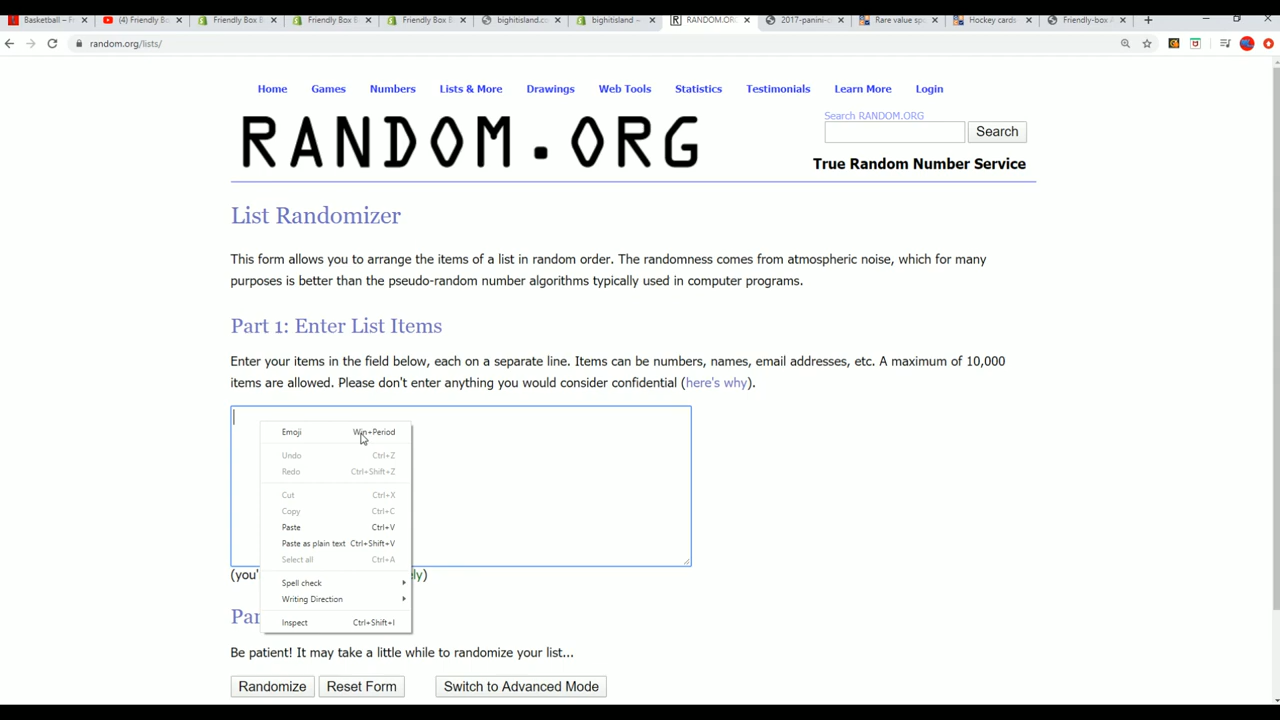 Basketball –
(4) Friendly Bo
Friendly Box B
Friendly Box B
Friendly Box B
bighitisland.co
bighitisland ~
RANDOM.OR
2017-panini-c
Rare value sp
Hockey cards
Friendly-box A
random.org/lists/
Home Games Numbers Lists & More Drawings Web Tools Statistics Testimonials Learn More Login
RANDOM.ORG
Search RANDOM.ORG
Search
True Random Number Service
List Randomizer
This form allows you to arrange the items of a list in random order. The randomness comes from atmospheric noise, which for many
purposes is better than the pseudo-random number algorithms typically used in computer programs.
Part 1: Enter List Items
Enter your items in the field below, each on a separate line. Items can be numbers, names, email addresses, etc. A maximum of 10,000
items are allowed. Please don't enter anything you would consider confidential (here's why).
Emoji Win+Period
Undo Ctrl+Z
Redo Ctrl+Shift+Z
Cut Ctrl+X
Copy Ctrl+C
Paste Ctrl+V
Paste as plain text Ctrl+Shift+V
Select all Ctrl+A
(you' ely)
Spell check
Writing Direction
Par
Inspect Ctrl+Shift+I
Be patient! It may take a little while to randomize your list...
Randomize Reset Form Switch to Advanced Mode